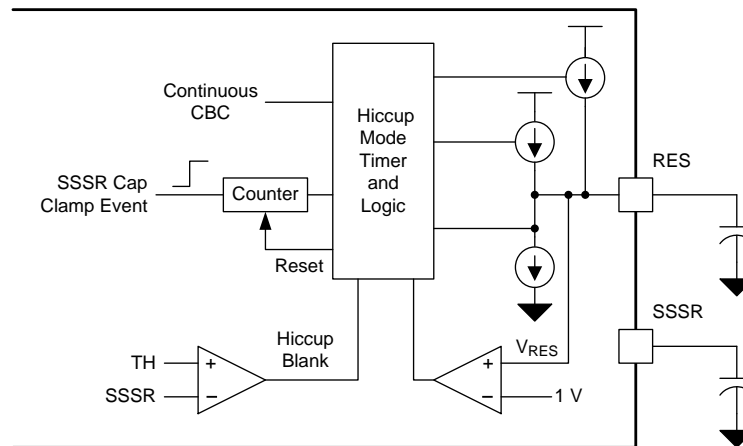 Continuous
CBC
Hiccup
Mode
Timer
and
Logic
RES
SSSR Cap
Clamp Event
Counter
Reset
SSSR
Hiccup
Blank
TH
+
SSSR
−
VRES
+
−
1 V